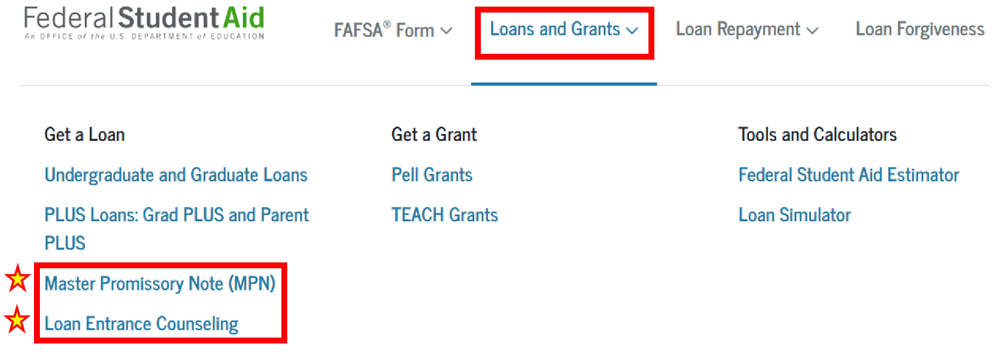 Federal Student Aid
An OFFICE of the U.S. DEPARTMENT of EDUCATION
FAFSA® Form
Loans and Grants
Loan Repayment
Loan Forgiveness
Get a Loan
Undergraduate and Graduate Loans
PLUS Loans: Grad PLUS and Parent
PLUS
Master Promissory Note (MPN)
Loan Entrance Counseling
Get a Grant
Pell Grants
TEACH Grants
Tools and Calculators
Federal Student Aid Estimator
Loan Simulator